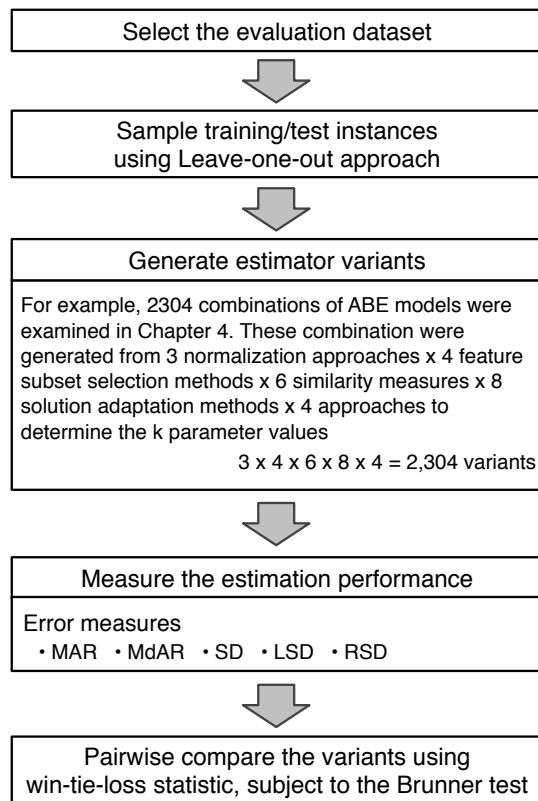 Select the evaluation dataset
Sample training/test instances
using Leave-one-out approach
Generate estimator variants
For example, 2304 combinations of ABE models were
examined in Chapter 4. These combination were
generated from 3 normalization approaches x 4 feature
subset selection methods x 6 similarity measures x 8
solution adaptation methods x 4 approaches to
determine the k parameter values
3 x 4 x 6 x 8 x 4 = 2,304 variants
Measure the estimation performance
Error measures
• MAR • MdAR • SD • LSD • RSD
Pairwise compare the variants using
win-tie-loss statistic, subject to the Brunner test